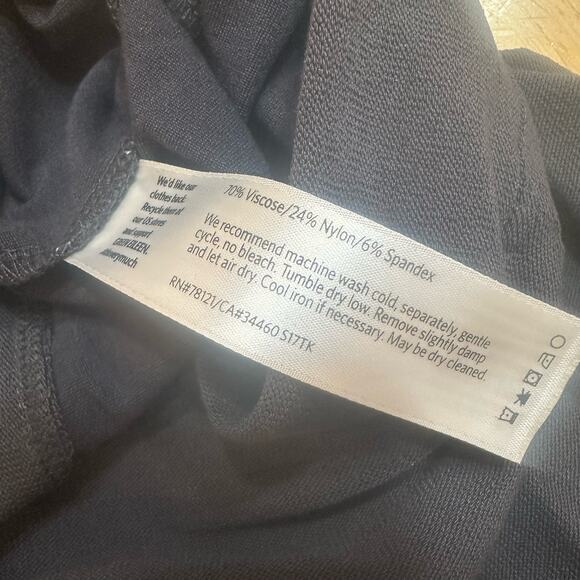 We'd like our
clothes back.
Recycle them at
our US stores
and support
GREEN EILEEN.
70% Viscose/24% Nylon/6% Spandex
We recommend machine wash cold, separately, gentle
cycle, no bleach. Tumble dry low. Remove slightly damp
and let air dry. Cool iron if necessary. May be dry cleaned.
RN#78121/CA#34460 S17TK